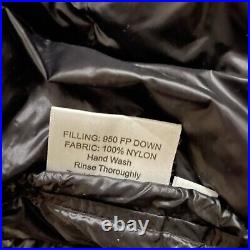 FILLING: 950 FP DOWN
FABRIC: 100% NYLON
Hand Wash
Rinse Thoroughly